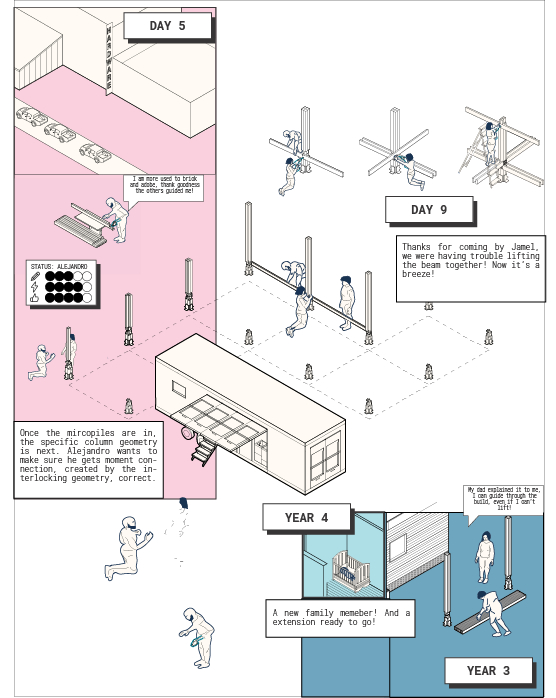 DAY 5
HARDWARE
I am more used to brick
and adobe, thank goodness
the others guided me!
STATUS: ALEJANDRO
DAY 9
Thanks for coming by Jamel,
we were having trouble lifting
the beam together! Now it's a
breeze!
Once the mircopiles are in,
the specific column geometry
is next. Alejandro wants to
make sure he gets moment con-
nection, created by the in-
terlocking geometry, correct.
YEAR 4
My dad explained it to me,
I can guide through the
build, even if I can't
lift!
A new family memeber! And a
extension ready to go!
YEAR 3